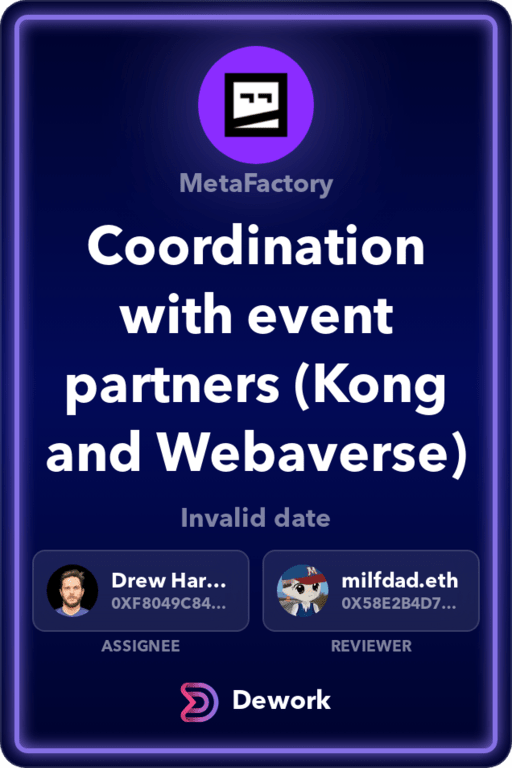 MetaFactory
Coordination
with event
partners (Kong
and Webaverse)
Invalid date
Drew Har...
0XF8049C84...
milfdad.eth
0X58E2B4D7...
ASSIGNEE
REVIEWER
Dework